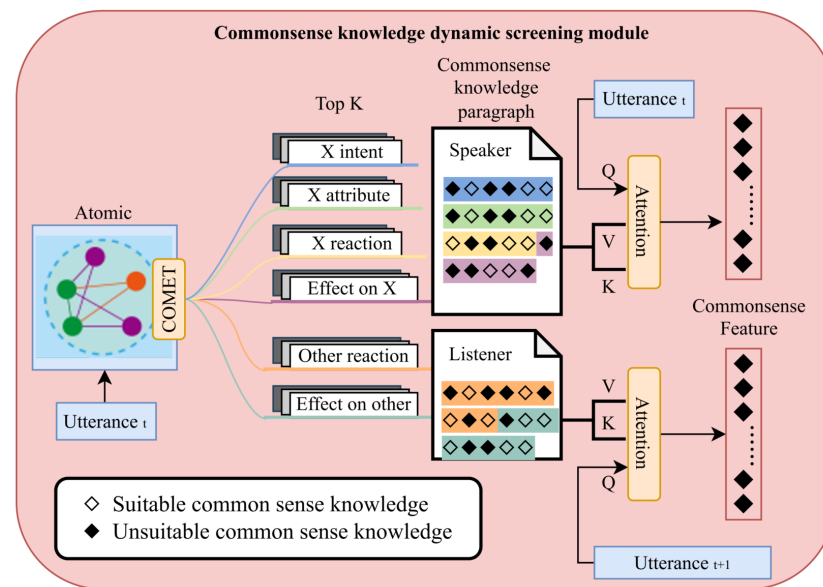 Commonsense knowledge dynamic screening module
Top K
Commonsense
knowledge
paragraph
Utterance t
Atomic
COMET
Utterance t
X intent
X attribute
X reaction
Effect on X
Other reaction
Effect on other
Speaker
Listener
Q
V
K
Attention
Commonsense
Feature
V
K
Q
Attention
Utterance t+1
Suitable common sense knowledge
Unsuitable common sense knowledge